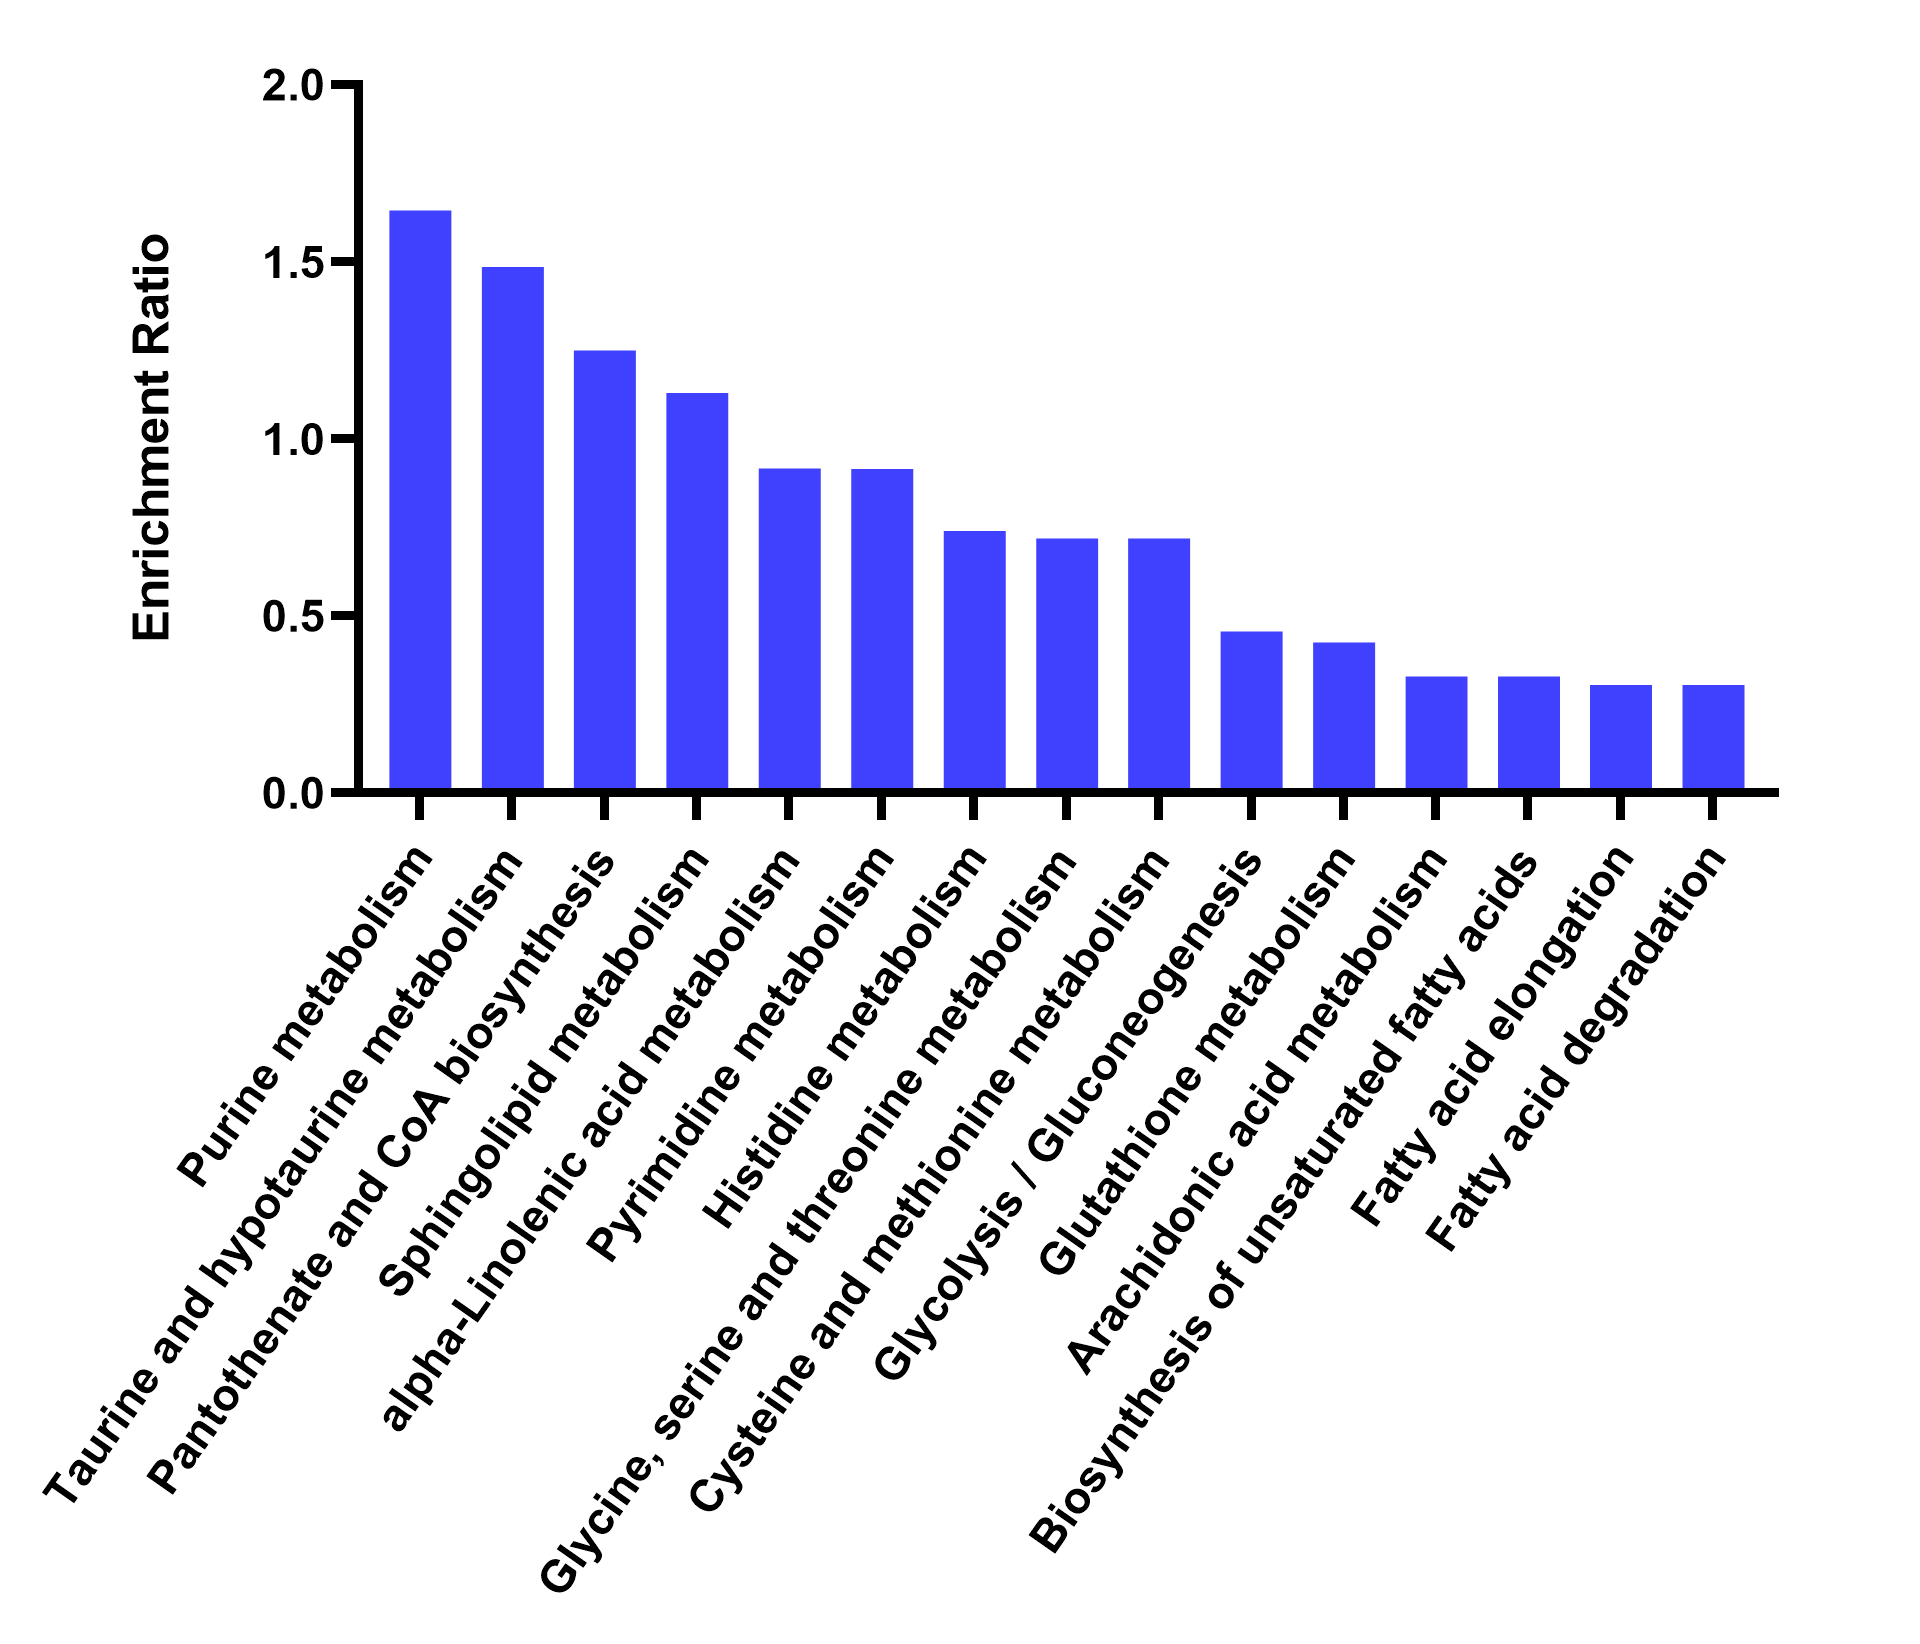 Enrichment Ratio
2.0
1.5
1.0
0.5
0.0
Purine metabolism
Taurine and hypotaurine metabolism
Pantothenate and CoA biosynthesis
Sphingolipid metabolism
alpha-Linolenic acid metabolism
Pyrimidine metabolism
Histidine metabolism
Glycine, serine and threonine metabolism
Cysteine and methionine metabolism
Glycolysis / Gluconeogenesis
Glutathione metabolism
Arachidonic acid metabolism
Biosynthesis of unsaturated fatty acids
Fatty acid elongation
Fatty acid degradation